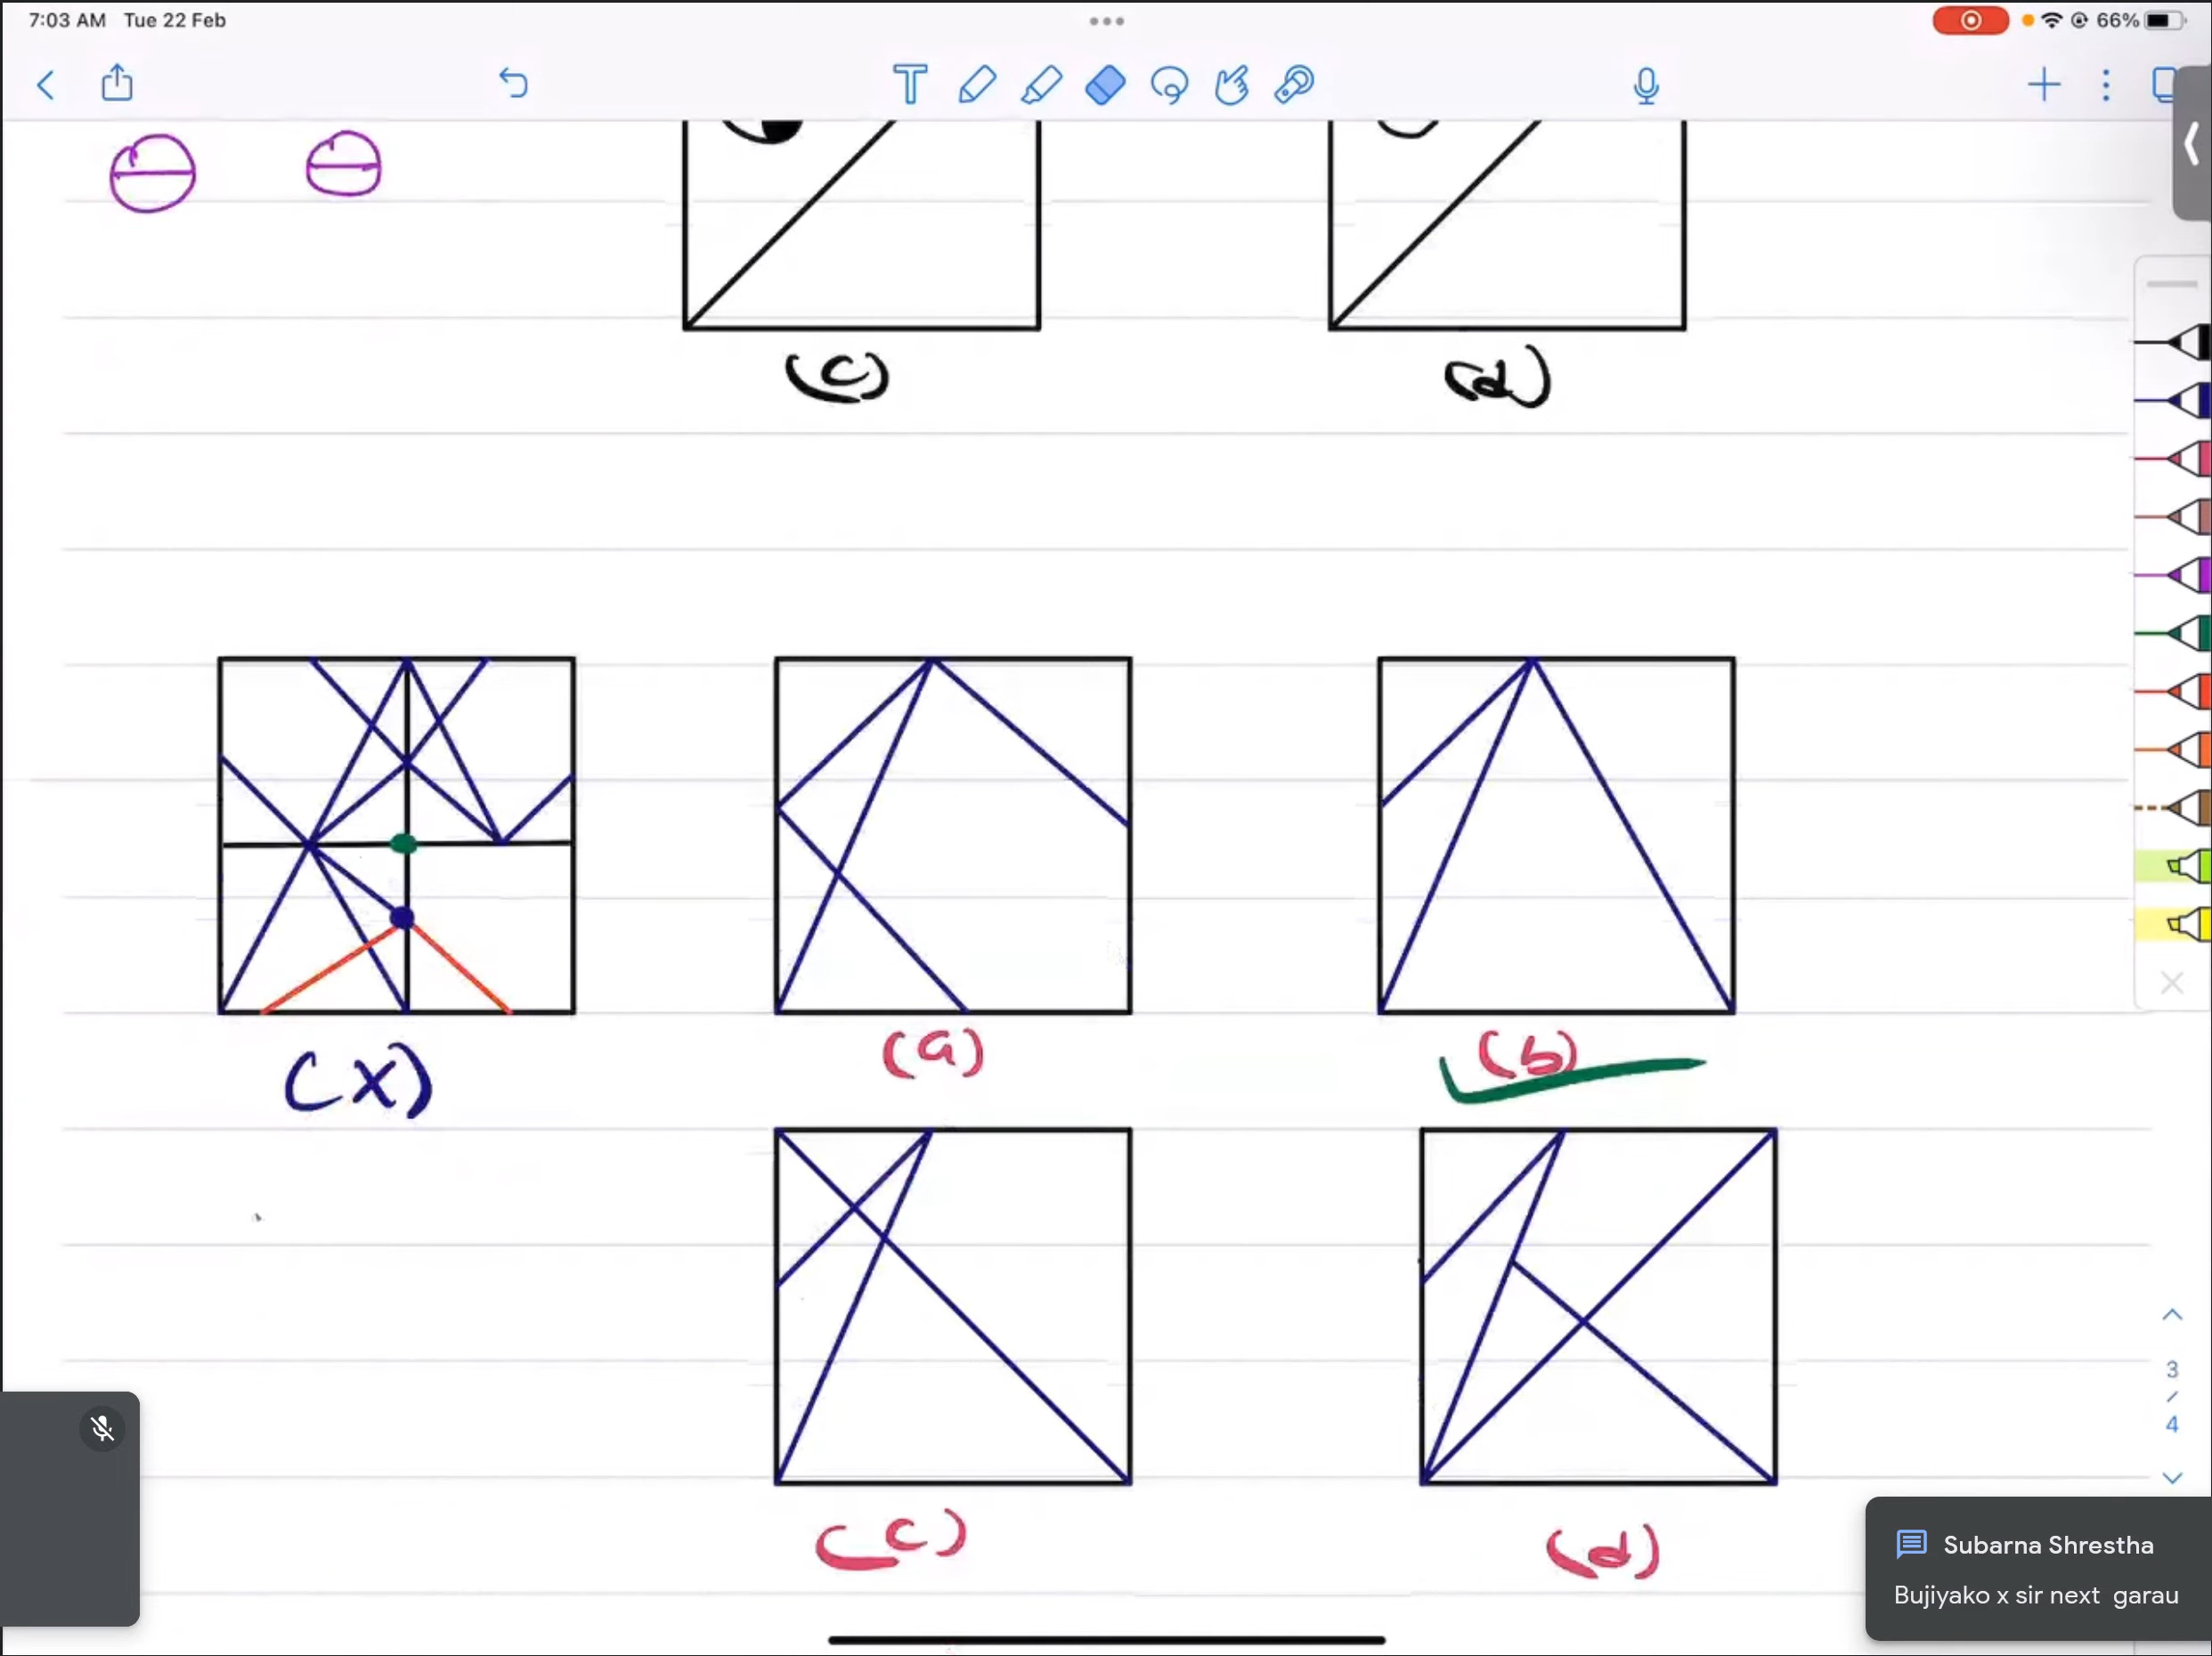 7:03 AM Tue 22 Feb
66%
T
(c)
(d)
(x)
(a)
(b)
(c)
(d)
3
/
4
Subarna Shrestha
Bujiyako x sir next garau